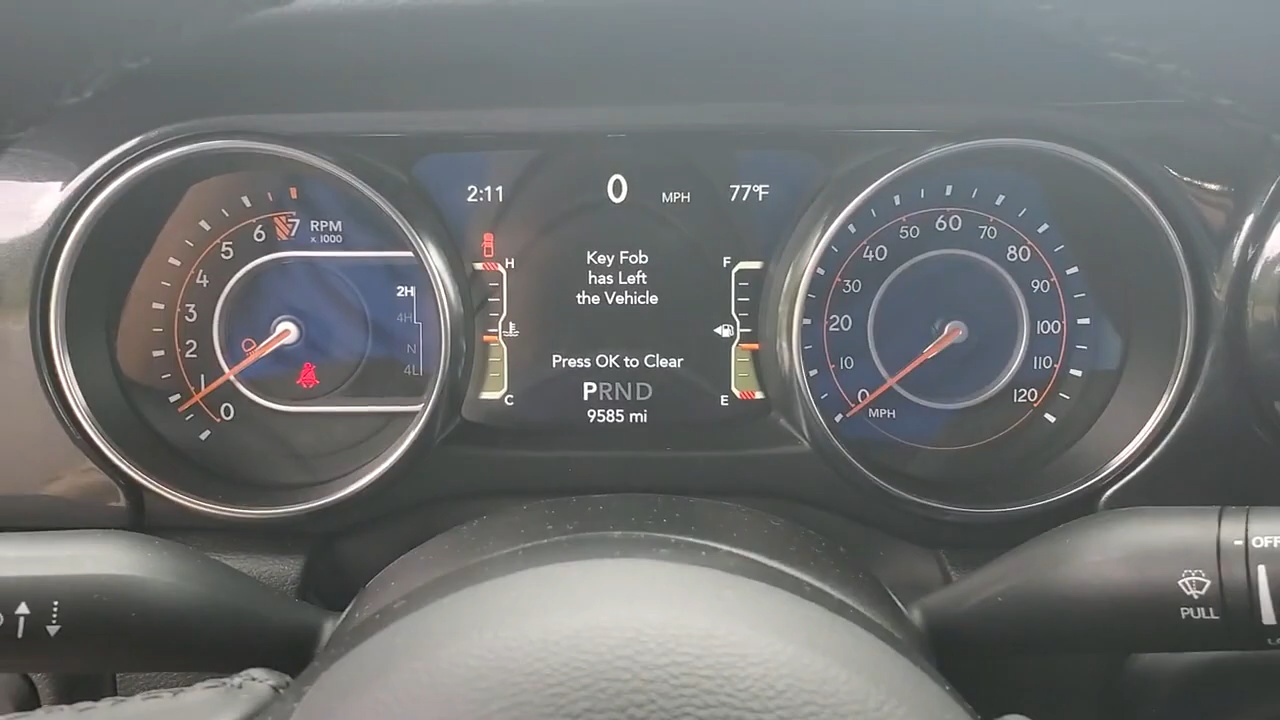 2:11 0 MPH 77°F
RPM
x 1000
0
1
2
3
4
5
6
7
2H
4H
N
4L
H
C
Key Fob
has Left
the Vehicle
Press OK to Clear
PRND
9585 mi
F
E
0
10
20
30
40
50
60
70
80
90
100
110
120
MPH
OFF
PULL